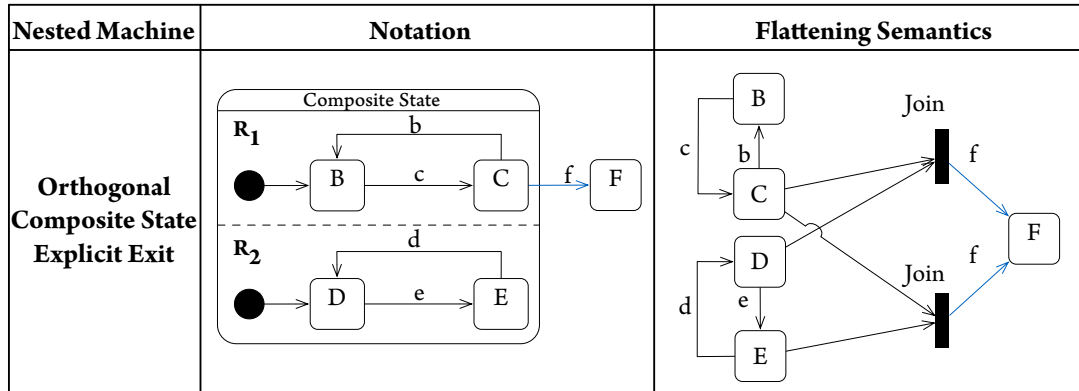 Nested Machine
Notation
Flattening Semantics
Orthogonal
Composite State
Explicit Exit
Composite State
R1
b
B
c
C
f
F
R2
d
D
e
E
B
c
b
C
D
d
e
E
Join
f
F
f
Join